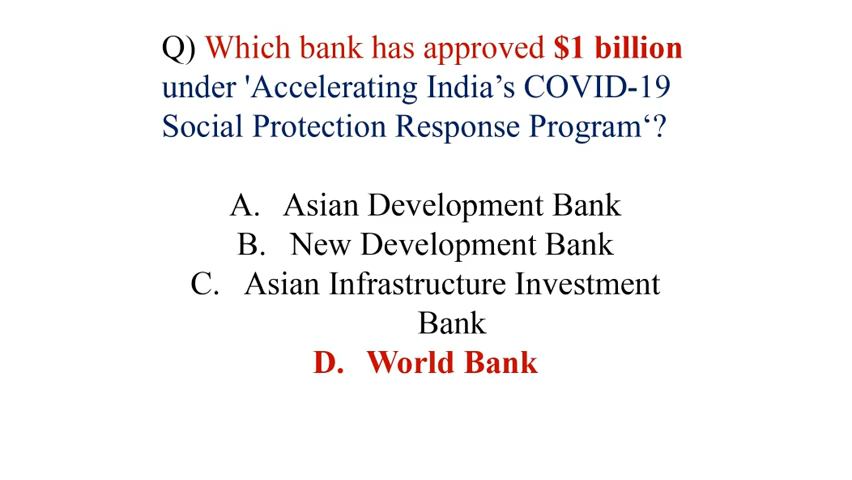 Q) Which bank has approved $1 billion
under 'Accelerating India’s COVID-19
Social Protection Response Program‘?
A. Asian Development Bank
B. New Development Bank
C. Asian Infrastructure Investment
Bank
D. World Bank